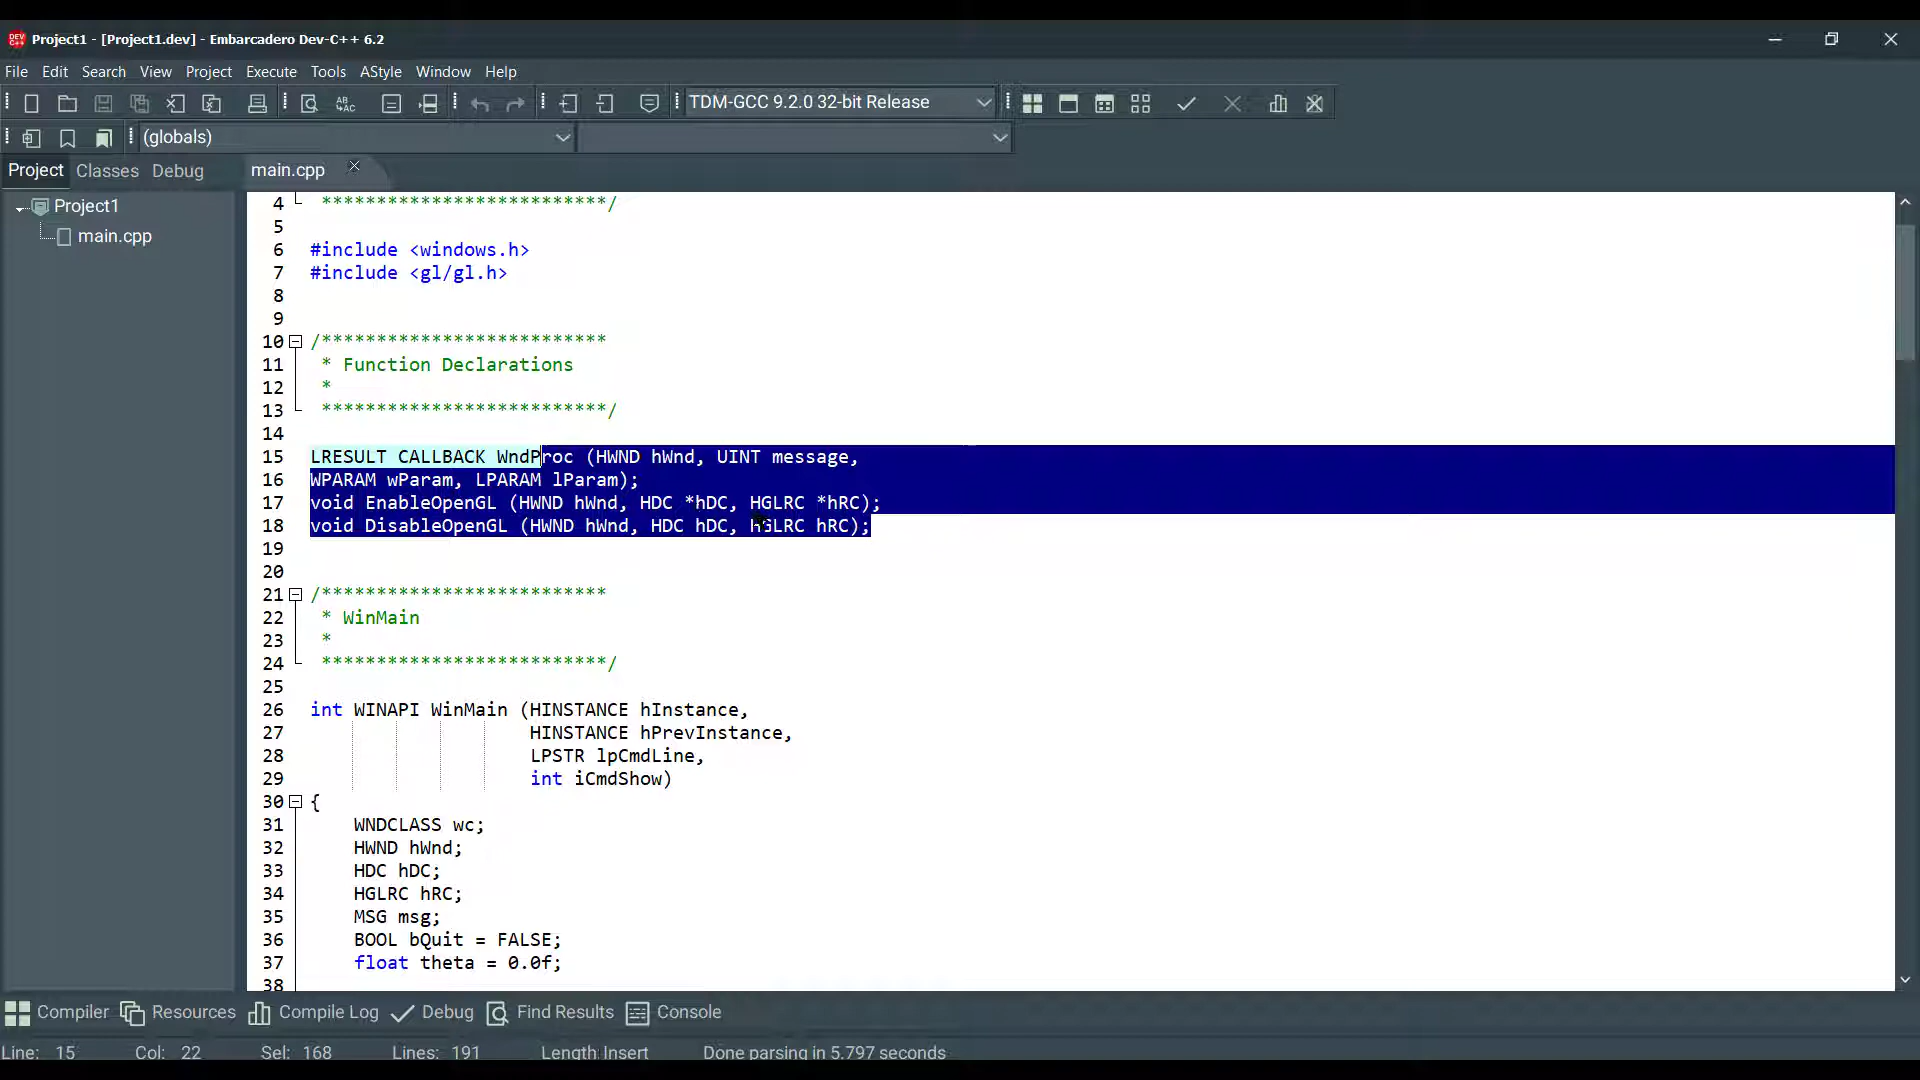 DEV C++ Project1 - [Project1.dev] - Embarcadero Dev-C++ 6.2
File Edit Search View Project Execute Tools AStyle Window Help
TDM-GCC 9.2.0 32-bit Release
(globals)
Project Classes Debug main.cpp
Project1
main.cpp
4 **************************/
5
6 #include <windows.h>
7 #include <gl/gl.h>
8
9
10 /**************************
11 * Function Declarations
12 *
13 **************************/
14
15 LRESULT CALLBACK WndProc (HWND hWnd, UINT message,
16 WPARAM wParam, LPARAM lParam);
17 void EnableOpenGL (HWND hWnd, HDC *hDC, HGLRC *hRC);
18 void DisableOpenGL (HWND hWnd, HDC hDC, HGLRC hRC);
19
20
21 /**************************
22 * WinMain
23 *
24 **************************/
25
26 int WINAPI WinMain (HINSTANCE hInstance,
27 HINSTANCE hPrevInstance,
28 LPSTR lpCmdLine,
29 int iCmdShow)
30 {
31 WNDCLASS wc;
32 HWND hWnd;
33 HDC hDC;
34 HGLRC hRC;
35 MSG msg;
36 BOOL bQuit = FALSE;
37 float theta = 0.0f;
38
Compiler Resources Compile Log Debug Find Results Console
Line: 15 Col: 22 Sel: 168 Lines: 191 Length Insert Done parsing in 5.797 seconds